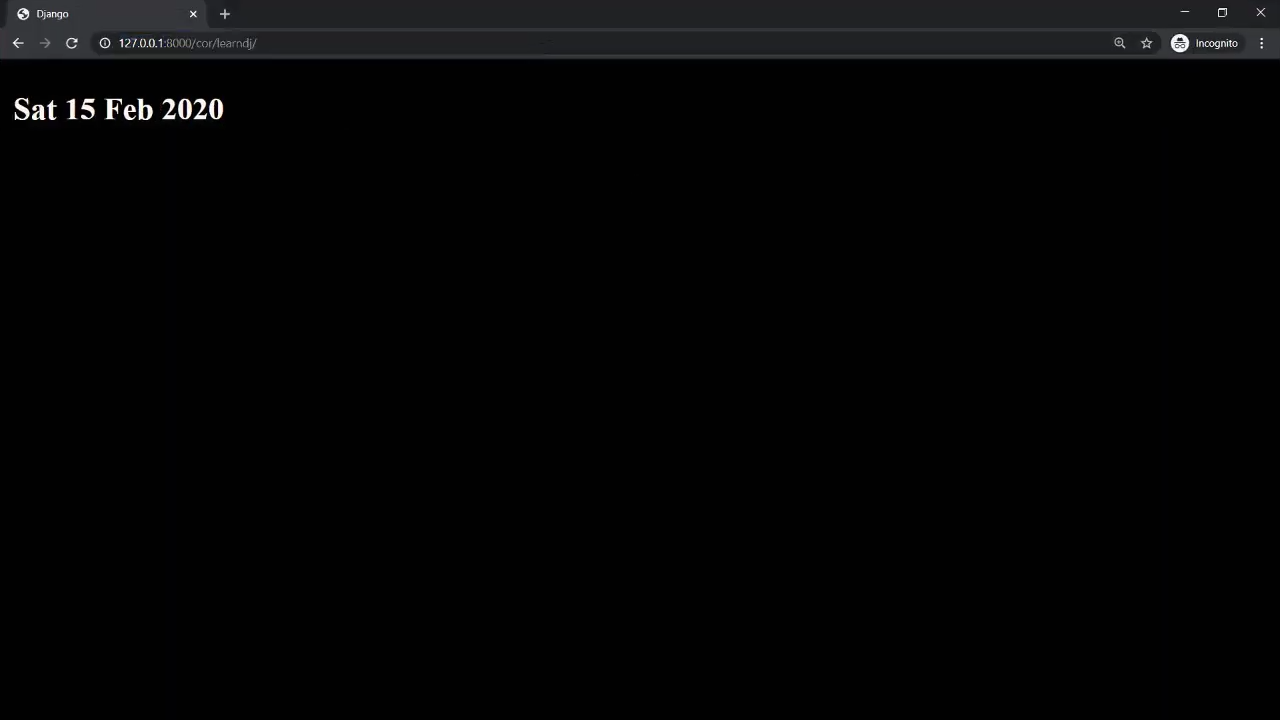 Django
127.0.0.1:8000/cor/learndj/
Incognito
Sat 15 Feb 2020